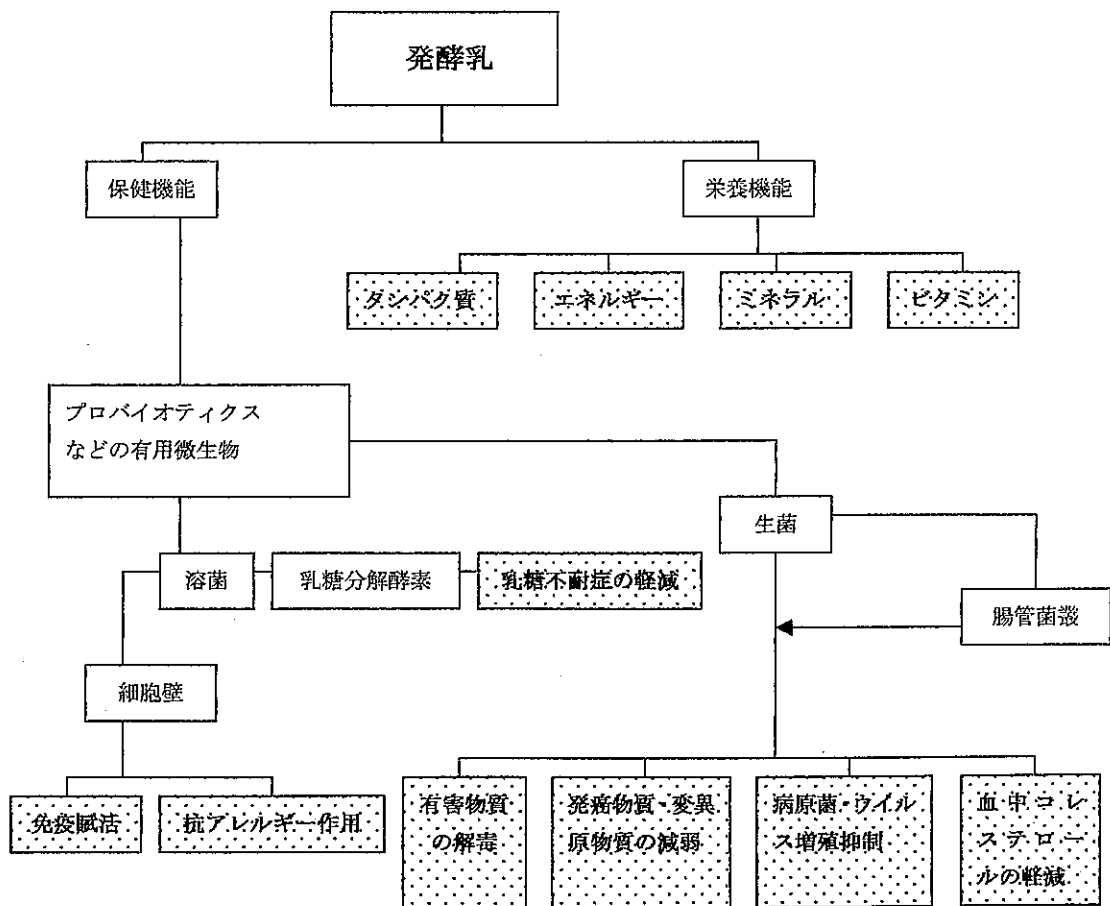 発酵乳
保健機能
栄養機能
タンパク質
エネルギー
ミネラル
ビタミン
プロバイオティクス
などの有用微生物
生菌
溶菌
乳糖分解酵素
乳糖不耐症の軽減
腸管菌叢
細胞壁
免疫賦活
抗アレルギー作用
有害物質
の解毒
発癌物質・変異
原物質の減弱
病原菌・ウイル
ス増殖抑制
血中コレ
ステロー
ルの軽減